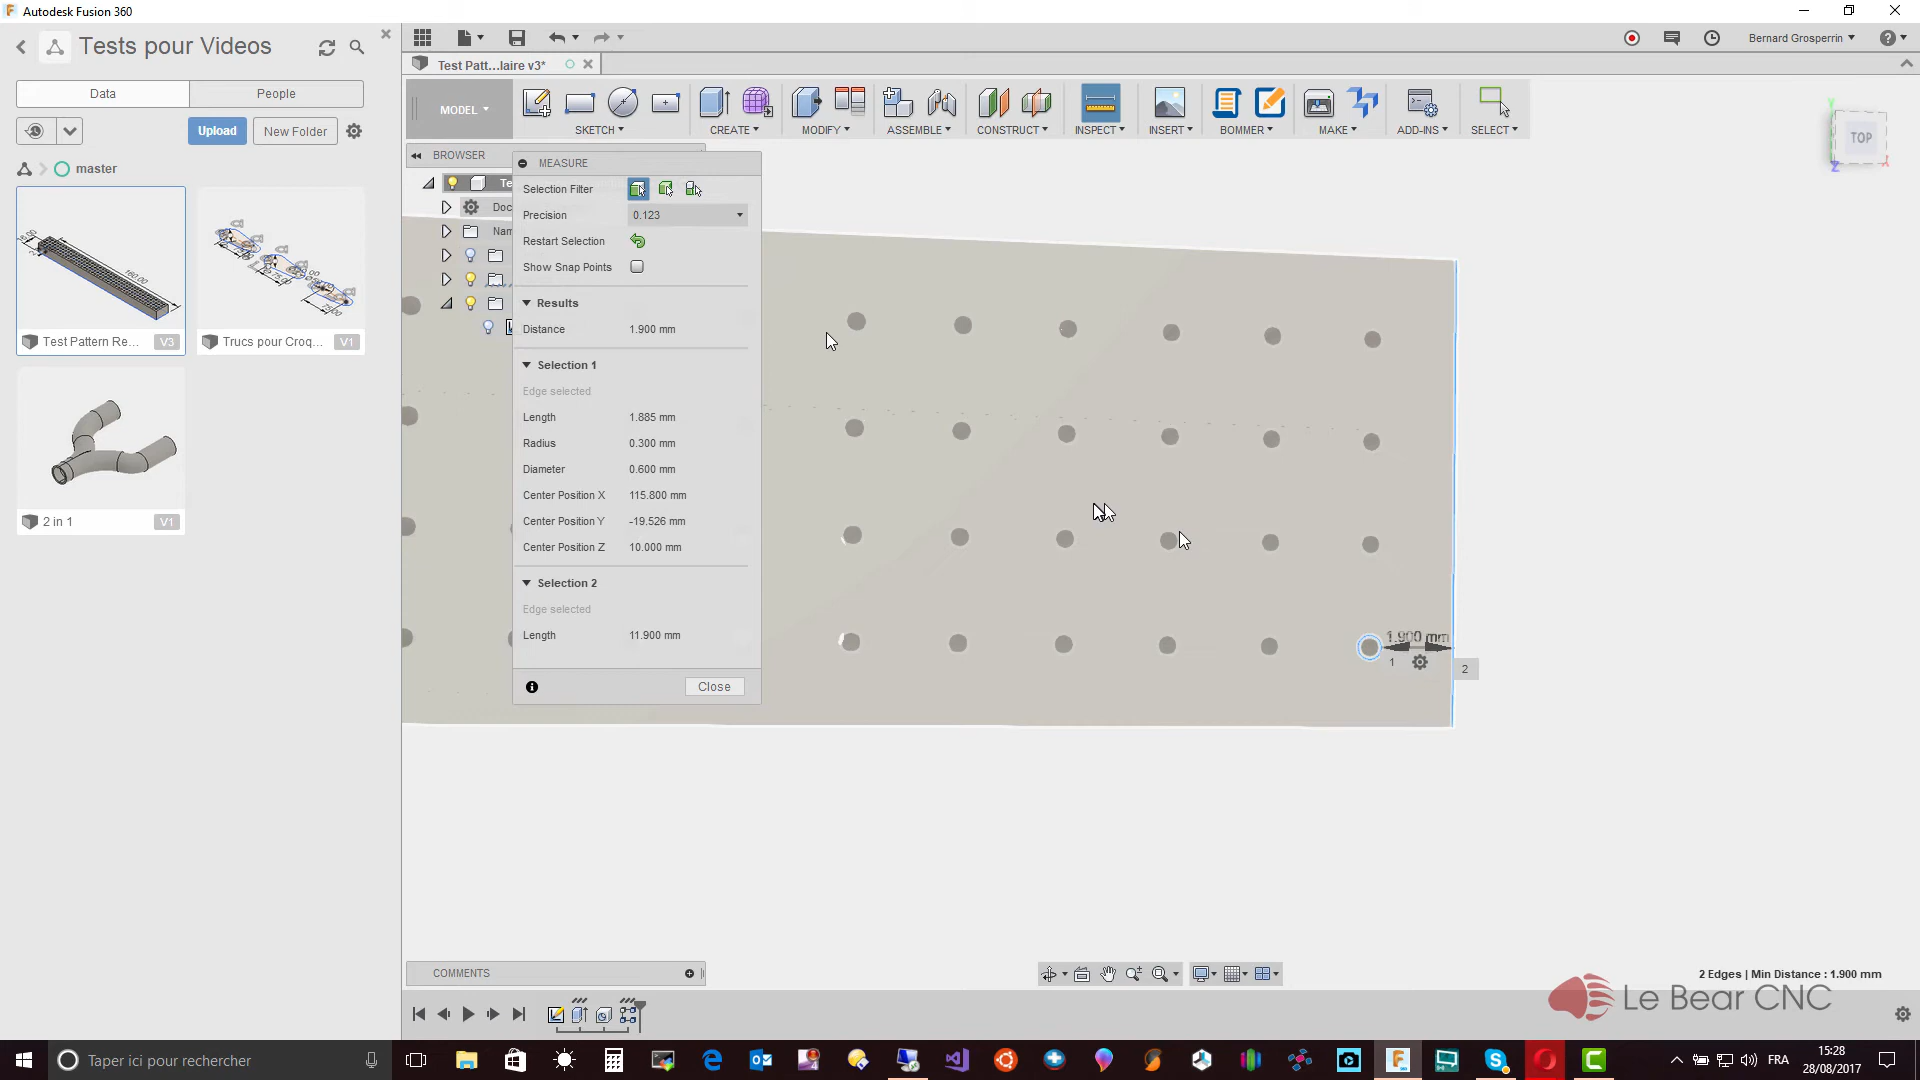 Autodesk Fusion 360
Tests pour Videos
Data
People
Upload
New Folder
master
Test Pattern Re...
V3
Trucs pour Croq...
V1
2 in 1
V1
Test Patt...laire v3*
Bernard Grosperrin
MODEL
SKETCH
CREATE
MODIFY
ASSEMBLE
CONSTRUCT
INSPECT
INSERT
BOMMER
MAKE
ADD-INS
SELECT
BROWSER
Te
Doc
Nam
MEASURE
Selection Filter
Precision
0.123
Restart Selection
Show Snap Points
Results
Distance
1.900 mm
Selection 1
Edge selected
Length
1.885 mm
Radius
0.300 mm
Diameter
0.600 mm
Center Position X
115.800 mm
Center Position Y
-19.526 mm
Center Position Z
10.000 mm
Selection 2
Edge selected
Length
11.900 mm
Close
TOP
1.900 mm
1
2
COMMENTS
2 Edges | Min Distance : 1.900 mm
Le Bear CNC
Taper ici pour rechercher
FRA
15:28
28/08/2017